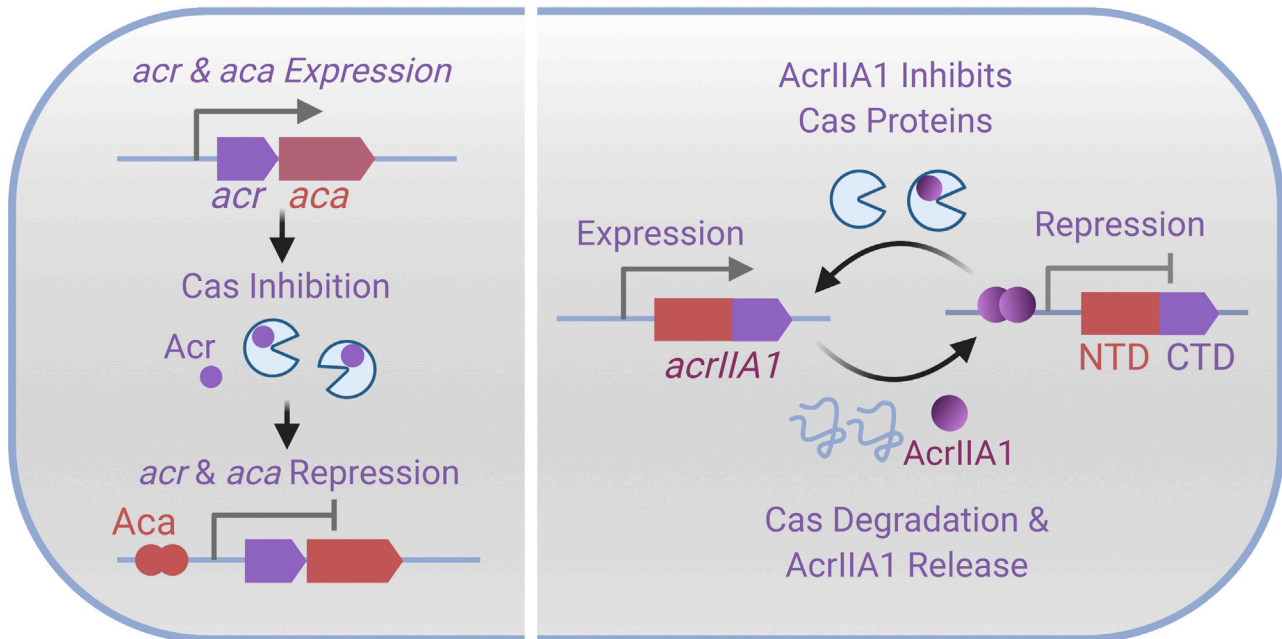 acr & aca Expression
acr aca
Cas Inhibition
Acr
acr & aca Repression
Aca
AcrIIA1 Inhibits
Cas Proteins
Expression
Repression
acrIIA1
NTD CTD
AcrIIA1
Cas Degradation &
AcrIIA1 Release